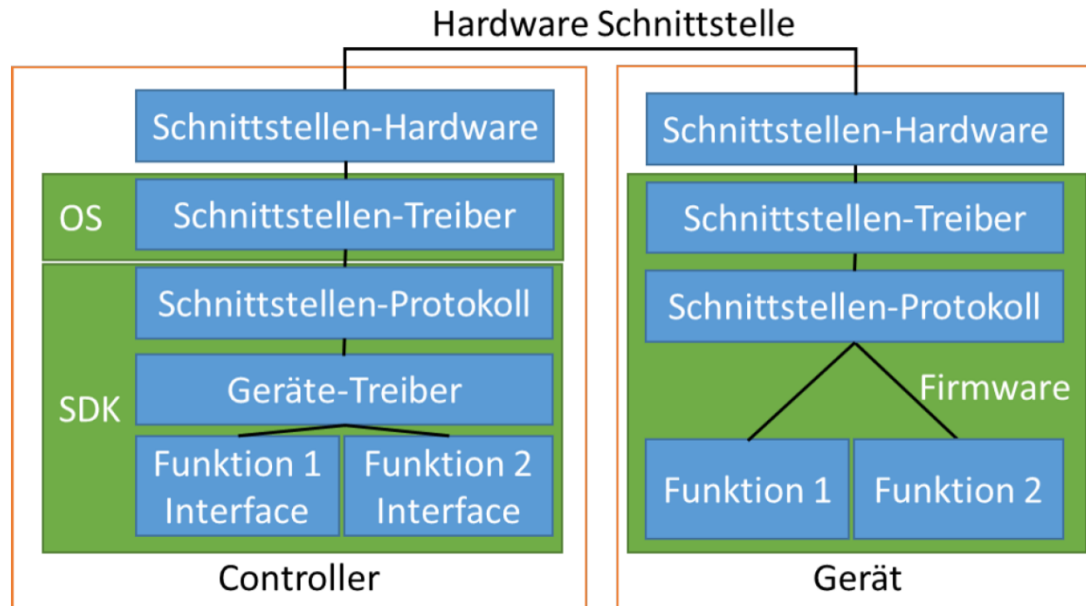 Hardware Schnittstelle
Schnittstellen-Hardware
OS
Schnittstellen-Treiber
SDK
Schnittstellen-Protokoll
Geräte-Treiber
Funktion 1
Interface
Funktion 2
Interface
Controller
Schnittstellen-Hardware
Schnittstellen-Treiber
Schnittstellen-Protokoll
Firmware
Funktion 1
Funktion 2
Gerät